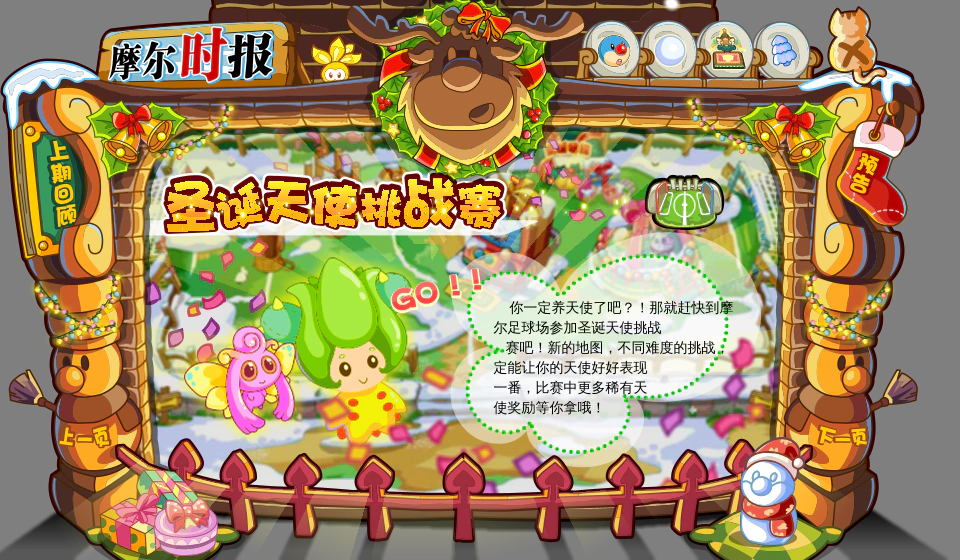 摩尔时报
上期回顾
预告
圣诞天使挑战赛
GO!!
你一定养天使了吧？！那就赶快到摩
尔足球场参加圣诞天使挑战
赛吧！新的地图，不同难度的挑战，
定能让你的天使好好表现
一番，比赛中更多稀有天
使奖励等你拿哦！
上一页
下一页